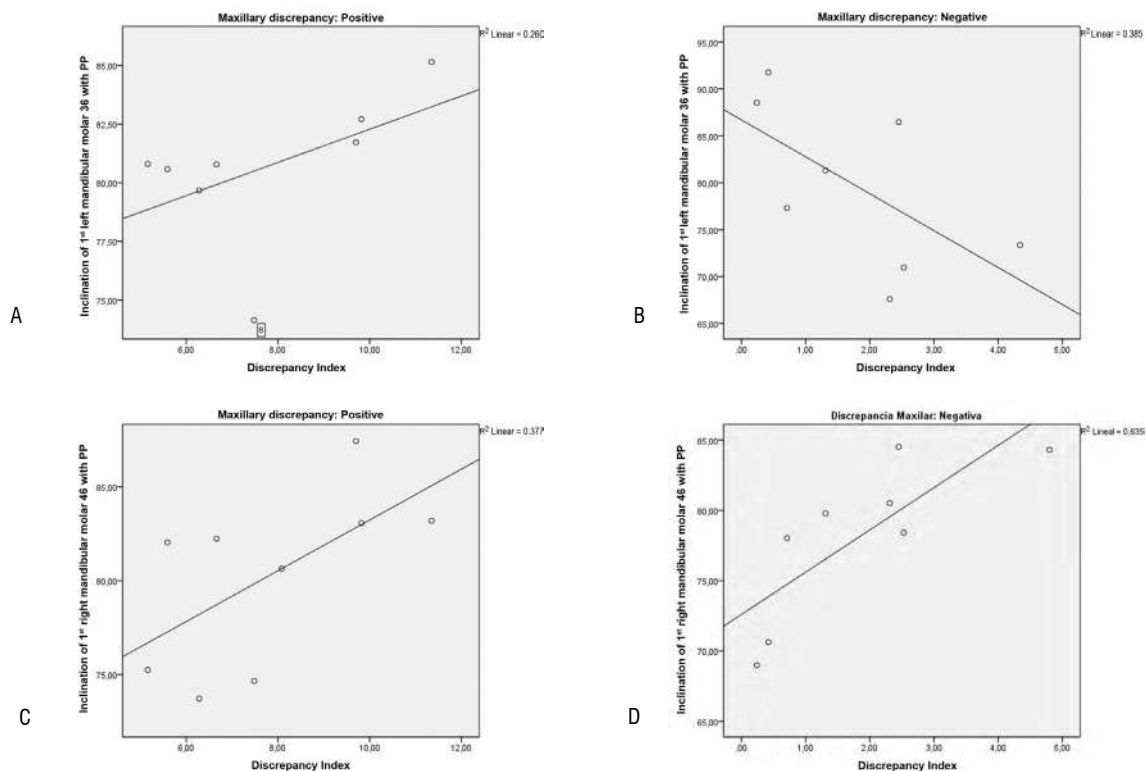 Maxillary discrepancy: Positive
R² Linear = 0.260
Inclination of 1st left mandibular molar 36 with PP
85,00
82,50
80,00
77,50
75,00
8
6,00 8,00 10,00 12,00
Discrepancy Index
A
Maxillary discrepancy: Negative
R² Linear = 0.385
Inclination of 1st left mandibular molar 36 with PP
95,00
90,00
85,00
80,00
75,00
70,00
65,00
,00 1,00 2,00 3,00 4,00 5,00
Discrepancy Index
B
Maxillary discrepancy: Positive
R² Linear = 0.377
Inclination of 1st right mandibular molar 46 with PP
85,00
80,00
75,00
6,00 8,00 10,00 12,00
Discrepancy Index
C
Discrepancia Maxilar: Negativa
R² Lineal = 0,635
Inclination of 1st right mandibular molar 46 with PP
85,00
80,00
75,00
70,00
65,00
,00 1,00 2,00 3,00 4,00 5,00
Discrepancy Index
D